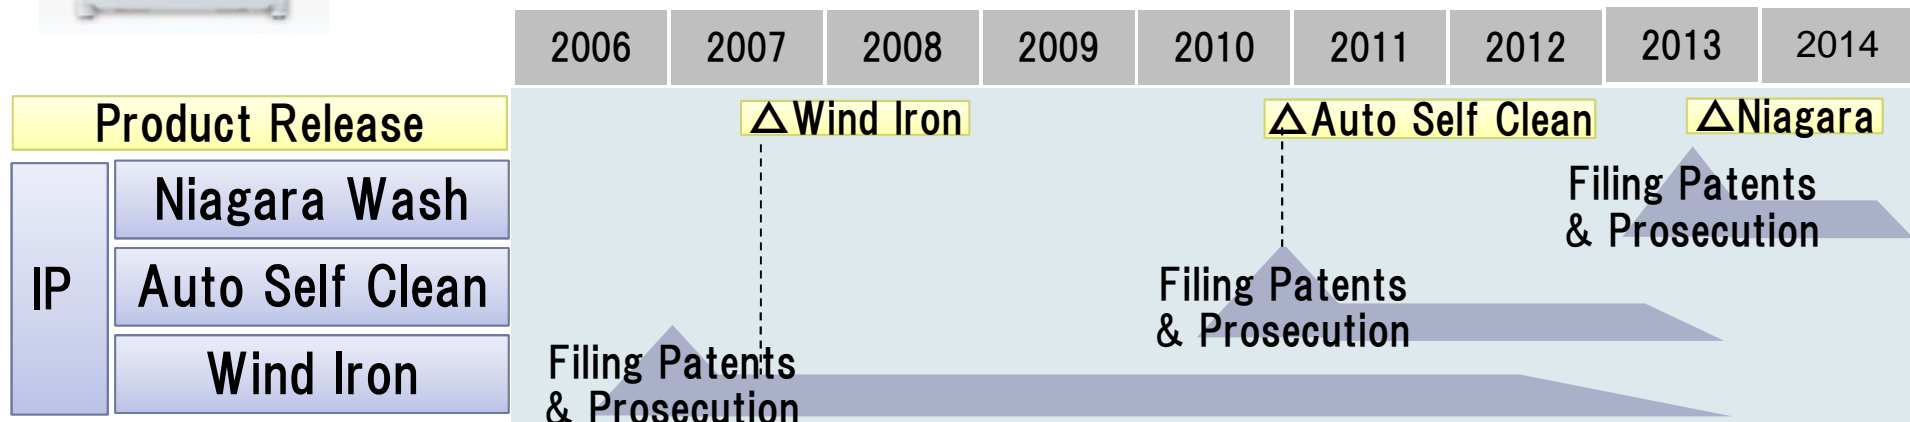 2006 2007 2008 2009 2010 2011 2012 2013 2014
Product Release
△Wind Iron
△Auto Self Clean
△Niagara
IP
Niagara Wash
Filing Patents
& Prosecution
Auto Self Clean
Filing Patents
& Prosecution
Wind Iron
Filing Patents
& Prosecution